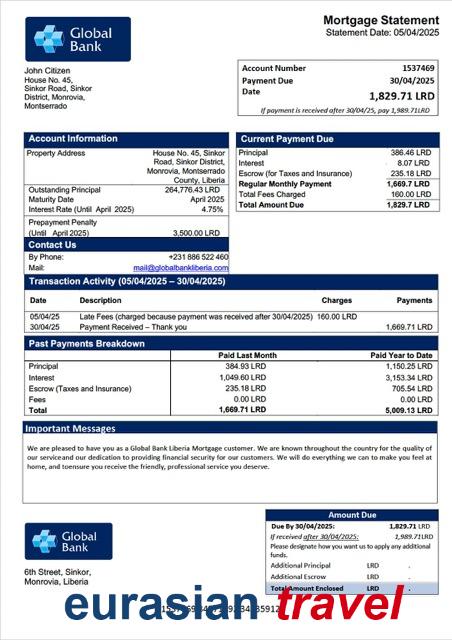 Global
Bank
Mortgage Statement
Statement Date: 05/04/2025
John Citizen
House No. 45,
Sinkor Road, Sinkor
District, Monrovia,
Montserrado
Account Number 1537469
Payment Due 30/04/2025
Date 1,829.71 LRD
If payment is received after 30/04/25, pay 1,989.71LRD
Account Information
Property Address House No. 45, Sinkor
Road, Sinkor District,
Monrovia, Montserrado
County, Liberia
Outstanding Principal 264,776.43 LRD
Maturity Date April 2025
Interest Rate (Until April 2025) 4.75%
Prepayment Penalty
(Until April 2025) 3,500.00 LRD
Contact Us
By Phone: +231 886 522 460
Mail: mail@globalbankliberia.com
Current Payment Due
Principal 386.46 LRD
Interest 8.07 LRD
Escrow (for Taxes and Insurance) 235.18 LRD
Regular Monthly Payment 1,669.7 LRD
Total Fees Charged 160.00 LRD
Total Amount Due 1,829.7 LRD
Transaction Activity (05/04/2025 – 30/04/2025)
Date Description Charges Payments
05/04/25 Late Fees (charged because payment was received after 30/04/2025) 160.00 LRD
30/04/25 Payment Received – Thank you 1,669.71 LRD
Past Payments Breakdown
Paid Last Month Paid Year to Date
Principal 384.93 LRD 1,150.25 LRD
Interest 1,049.60 LRD 3,153.34 LRD
Escrow (Taxes and Insurance) 235.18 LRD 705.54 LRD
Fees 0.00 LRD 0.00 LRD
Total 1,669.71 LRD 5,009.13 LRD
Important Messages
We are pleased to have you as a Global Bank Liberia Mortgage customer. We are known throughout the country for the quality of
our serviceand our dedication to providing financial security for our customers. We will do everything we can to make you feel at
home, and toensure you receive the friendly, professional service you deserve.
Global
Bank
6th Street, Sinkor,
Monrovia, Liberia
Amount Due
Due By 30/04/2025: 1,829.71 LRD
If received after 30/04/2025: 1,989.71LRD
Please designate how you want us to apply any additional
funds.
Additional Principal LRD .
Additional Escrow LRD .
Total Amount Enclosed LRD .
eurasian travel